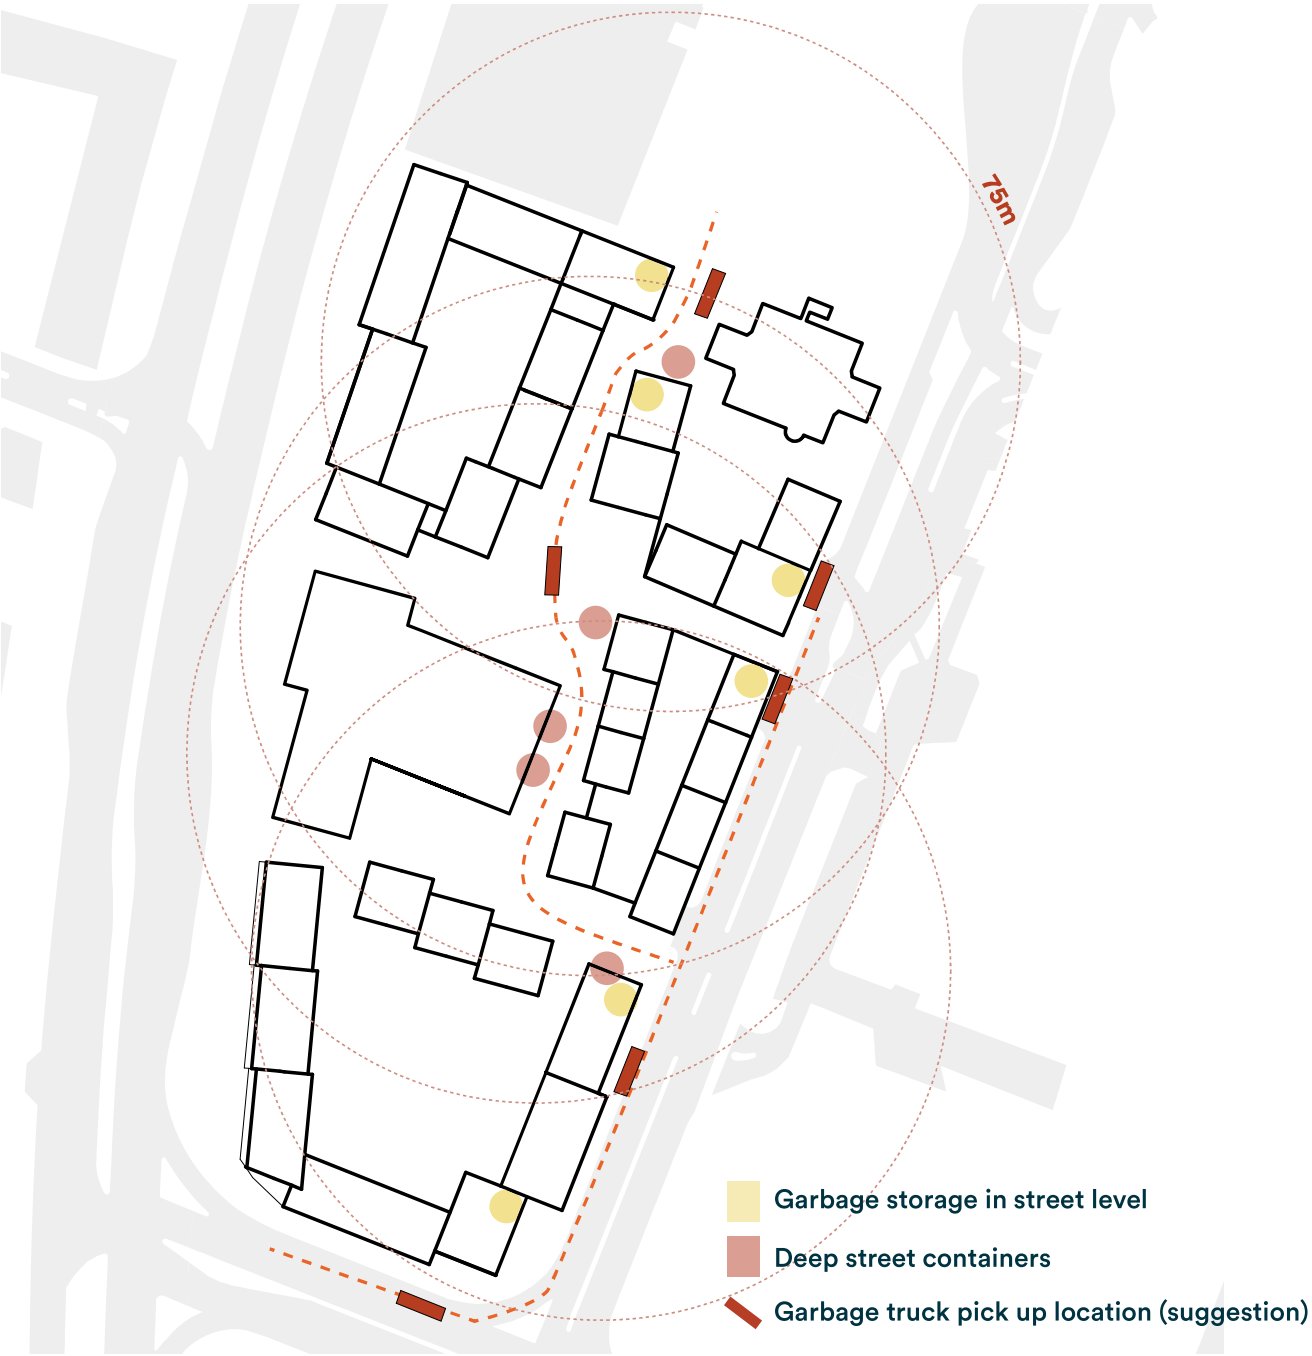 75m
Garbage storage in street level
Deep street containers
Garbage truck pick up location (suggestion)